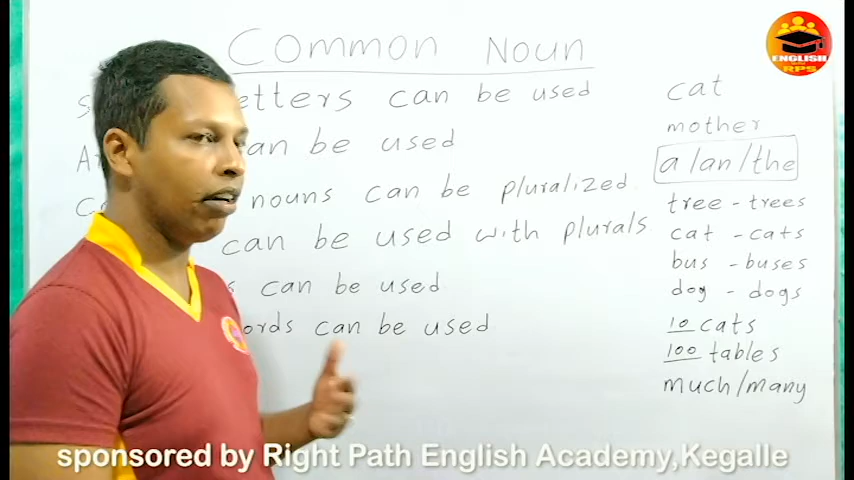 Common Noun
etters can be used
an be used
nouns can be pluralized.
can be used with plurals
s can be used
ords can be used
cat
mother
a/an/the
tree - trees
cat - cats
bus - buses
dog - dogs
10 cats
100 tables
much/many
ENGLISH
RPS
sponsored by Right Path English Academy,Kegalle